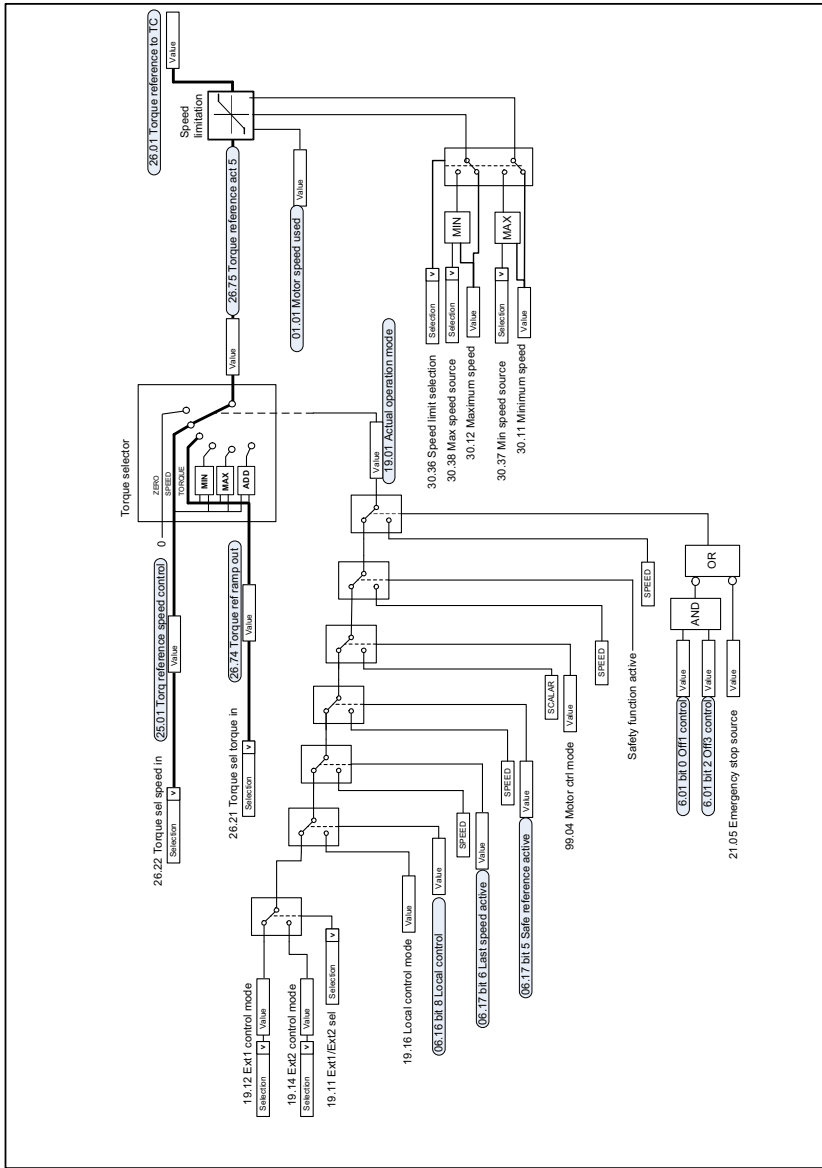 26.22 Torque sel speed in
Selection
v
25.01 Torq reference speed control
Value
26.21 Torque sel torque in
Selection
v
26.74 Torque ref ramp out
Value
Torque selector
0
ZERO
SPEED
TORQUE
MIN
MAX
ADD
Value
26.75 Torque reference act 5
01.01 Motor speed used
Value
Speed
limitation
26.01 Torque reference to TC
Value
19.12 Ext1 control mode
Selection
v
Value
19.14 Ext2 control mode
Selection
v
Value
19.11 Ext1/Ext2 sel
Selection
v
19.16 Local control mode
Value
06.16 bit 8 Local control
Value
SPEED
06.17 bit 6 Last speed active
Value
SPEED
06.17 bit 5 Safe reference active
Value
SCALAR
99.04 Motor ctrl mode
Value
SPEED
Safety function active
SPEED
6.01 bit 0 Off1 control
Value
6.01 bit 2 Off3 control
Value
AND
OR
21.05 Emergency stop source
Value
Value
19.01 Actual operation mode
30.36 Speed limit selection
Selection
v
30.38 Max speed source
Selection
v
30.12 Maximum speed
Value
MIN
30.37 Min speed source
Selection
v
30.11 Minimum speed
Value
MAX